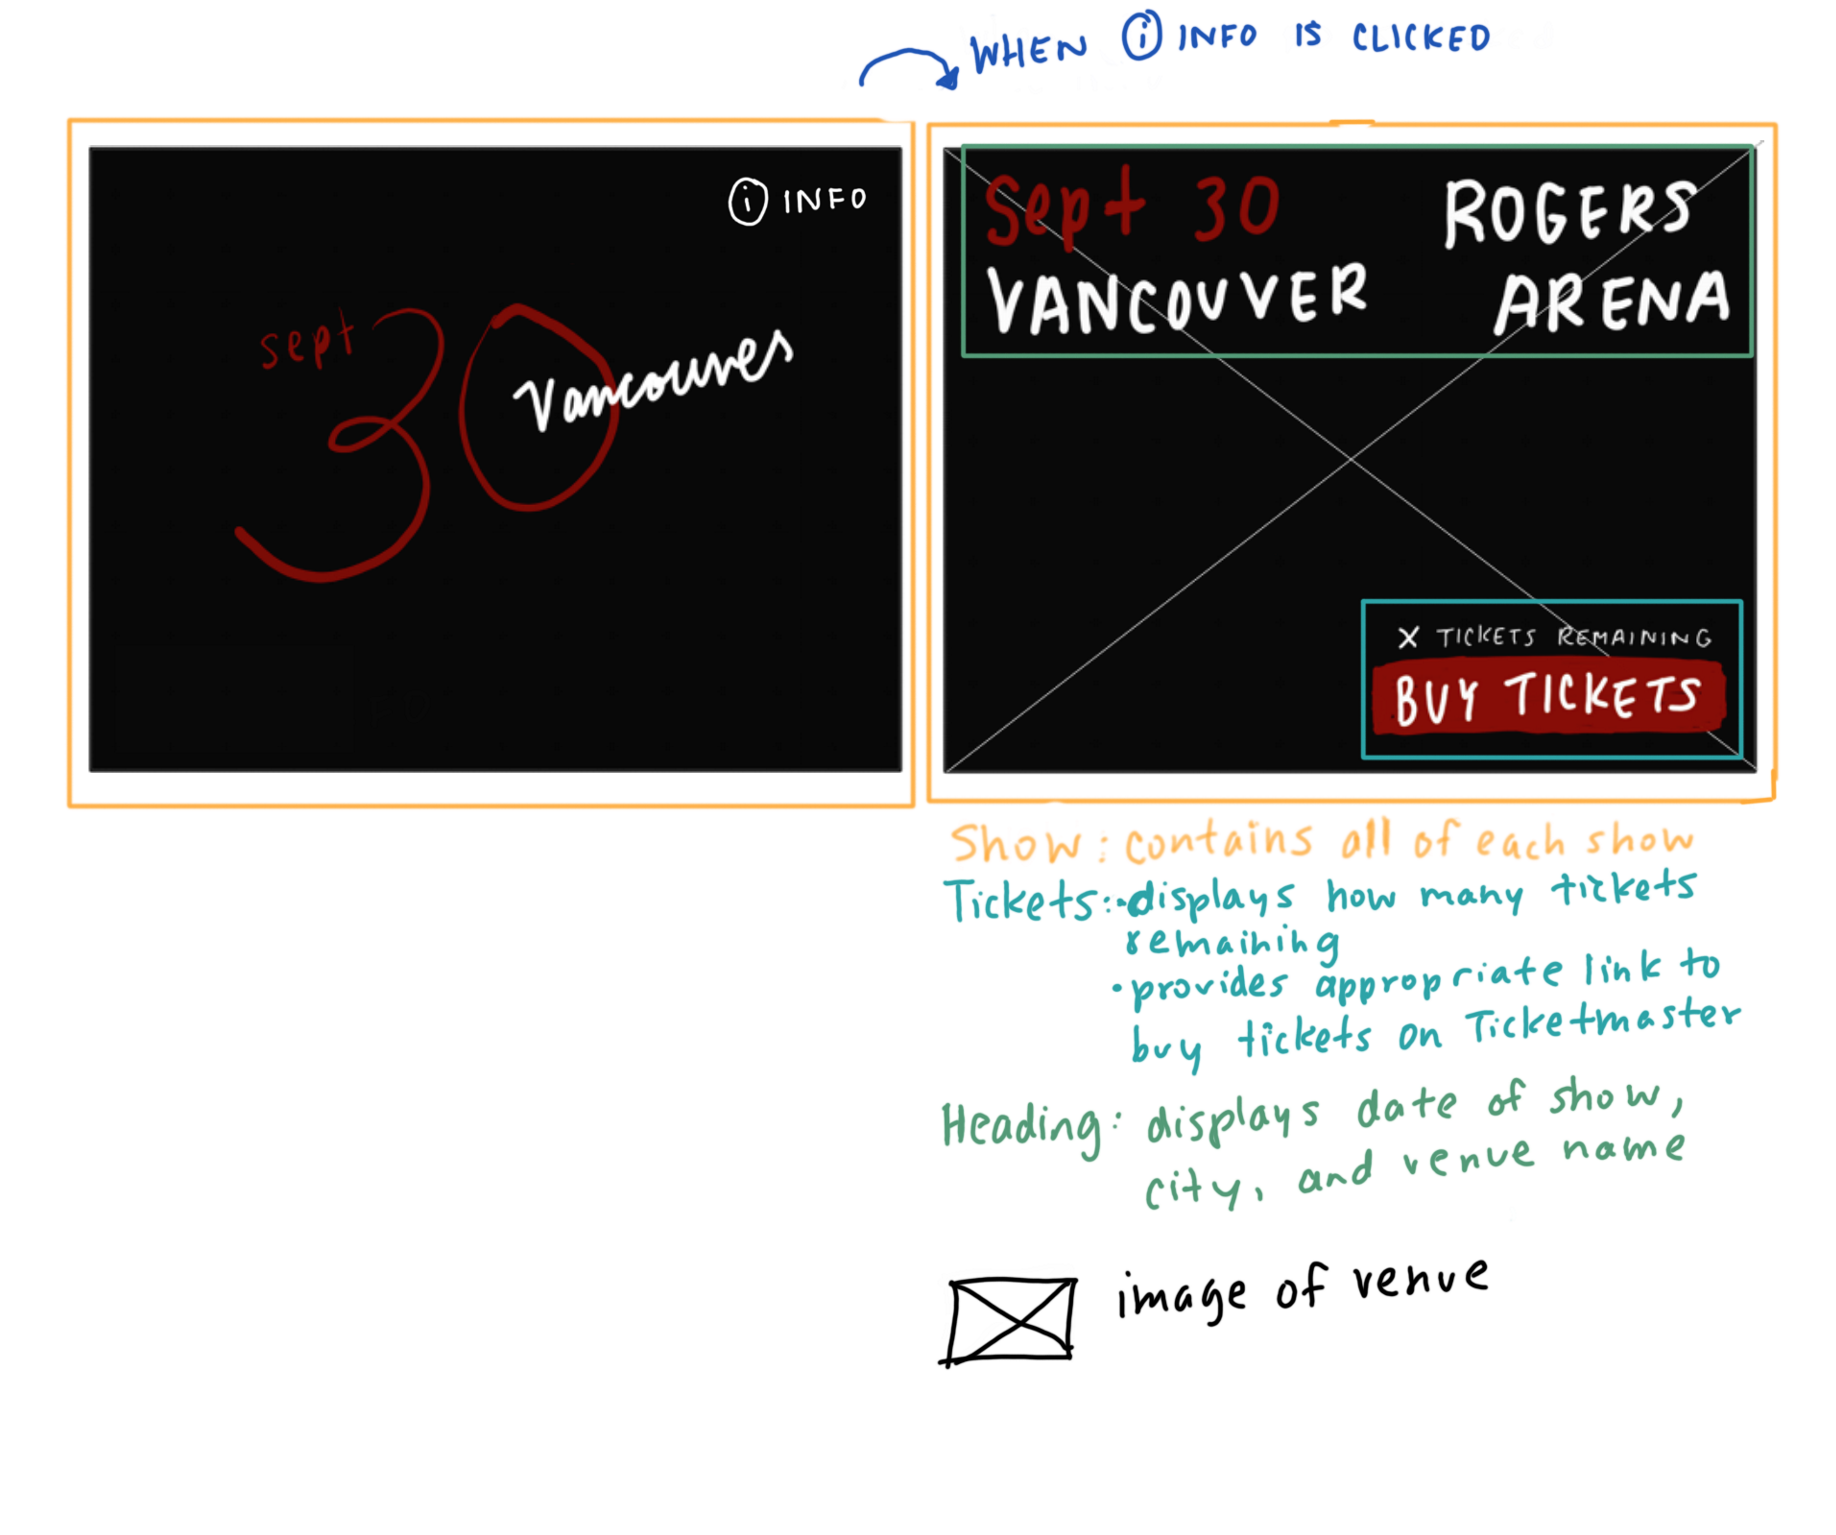 WHEN ⓘ INFO IS CLICKED
ⓘ INFO
sept
30
Vancouver
Sept 30
VANCOUVER
ROGERS
ARENA
X TICKETS REMAINING
BUY TICKETS
Show: contains all of each show
Tickets: •displays how many tickets
remaining
•provides appropriate link to
buy tickets on Ticketmaster
Heading: displays date of show,
city, and venue name
image of venue